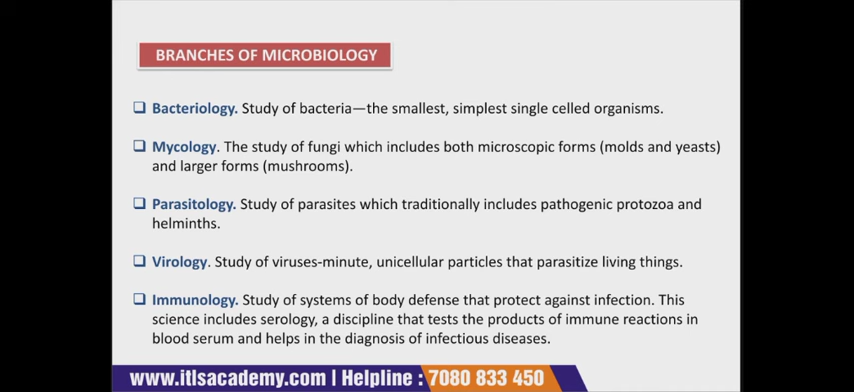 BRANCHES OF MICROBIOLOGY
Bacteriology. Study of bacteria—the smallest, simplest single celled organisms.
Mycology. The study of fungi which includes both microscopic forms (molds and yeasts)
and larger forms (mushrooms).
Parasitology. Study of parasites which traditionally includes pathogenic protozoa and
helminths.
Virology. Study of viruses-minute, unicellular particles that parasitize living things.
Immunology. Study of systems of body defense that protect against infection. This
science includes serology, a discipline that tests the products of immune reactions in
blood serum and helps in the diagnosis of infectious diseases.
www.itlsacademy.com | Helpline : 7080 833 450